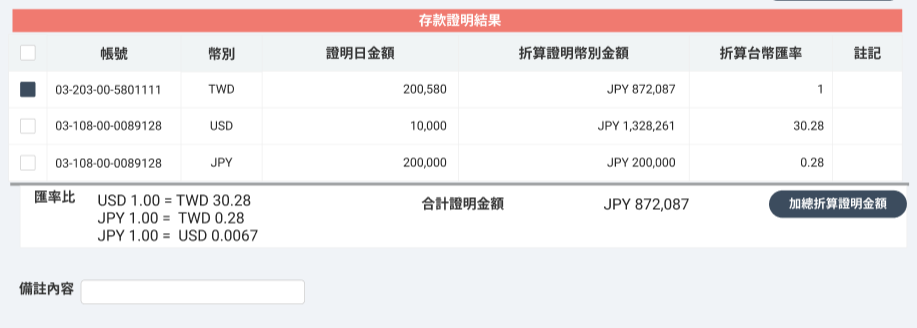 存款證明結果
帳號 幣別 證明日金額 折算證明幣別金額 折算台幣匯率 註記
03-203-00-5801111 TWD 200,580 JPY 872,087 1
03-108-00-0089128 USD 10,000 JPY 1,328,261 30.28
03-108-00-0089128 JPY 200,000 JPY 200,000 0.28
匯率比 USD 1.00 = TWD 30.28 合計證明金額 JPY 872,087 加總折算證明金額
JPY 1.00 = TWD 0.28
JPY 1.00 = USD 0.0067
備註內容